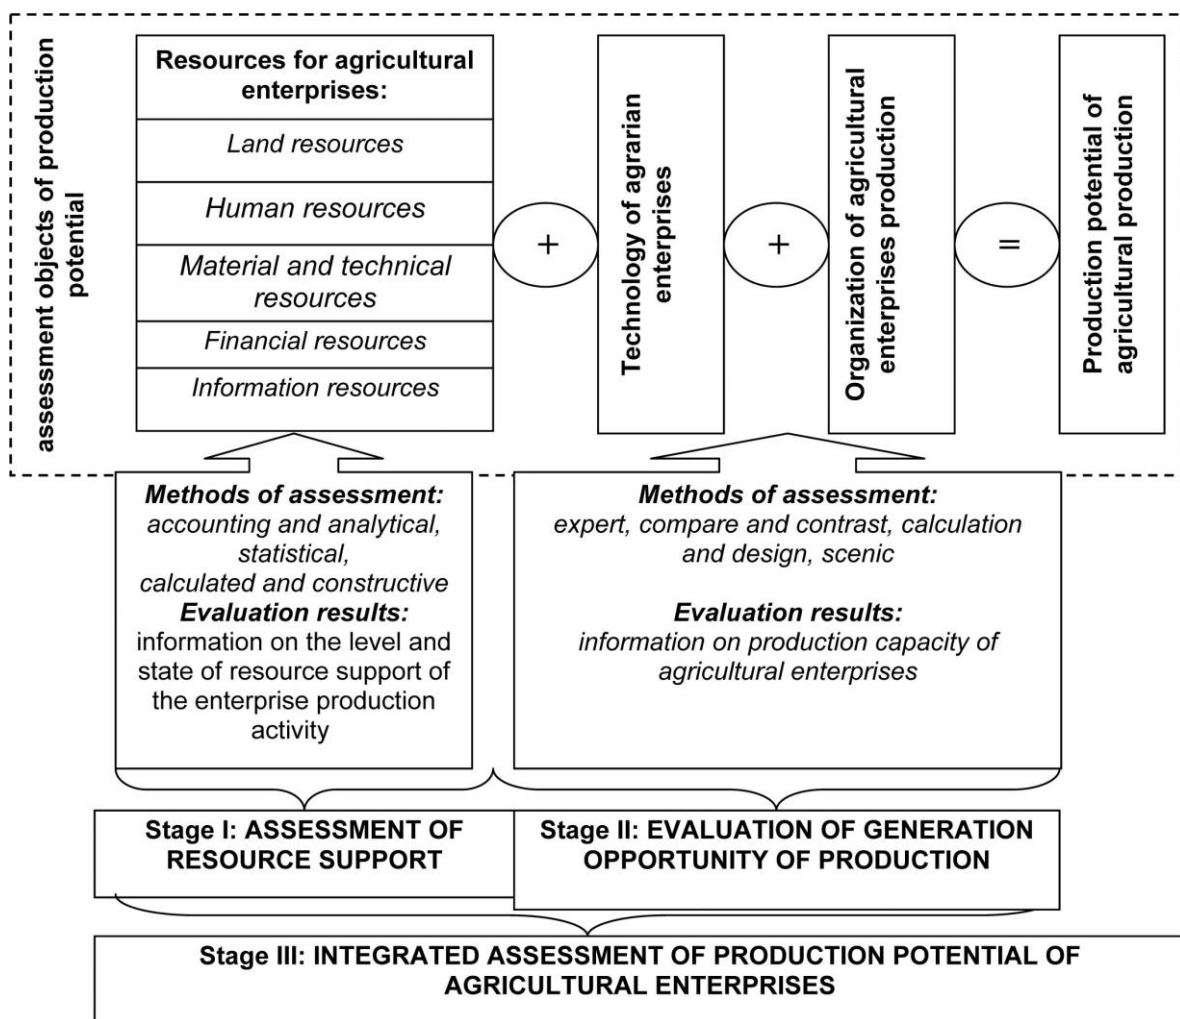 assessment objects of production
potential
Resources for agricultural
enterprises:
Land resources
Human resources
Material and technical
resources
Financial resources
Information resources
+
Technology of agrarian
enterprises
+
Organization of agricultural
enterprises production
=
Production potential of
agricultural production
Methods of assessment:
accounting and analytical,
statistical,
calculated and constructive
Evaluation results:
information on the level and
state of resource support of
the enterprise production
activity
Methods of assessment:
expert, compare and contrast, calculation
and design, scenic
Evaluation results:
information on production capacity of
agricultural enterprises
Stage I: ASSESSMENT OF
RESOURCE SUPPORT
Stage II: EVALUATION OF GENERATION
OPPORTUNITY OF PRODUCTION
Stage III: INTEGRATED ASSESSMENT OF PRODUCTION POTENTIAL OF
AGRICULTURAL ENTERPRISES